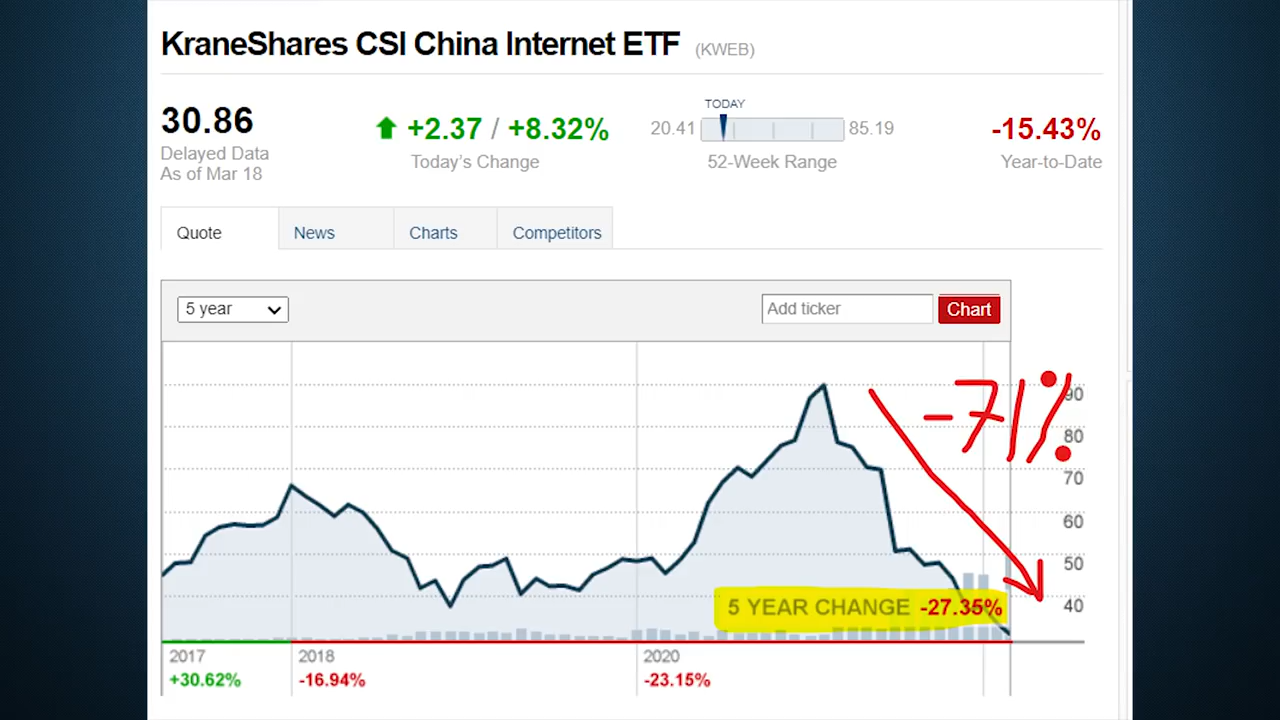 KraneShares CSI China Internet ETF (KWEB)
30.86
Delayed Data
As of Mar 18
+2.37 / +8.32%
Today's Change
TODAY
20.41 85.19
52-Week Range
-15.43%
Year-to-Date
Quote News Charts Competitors
5 year
Add ticker Chart
-71%
90
80
70
60
50
40
5 YEAR CHANGE -27.35%
2017 2018 2020
+30.62% -16.94% -23.15%